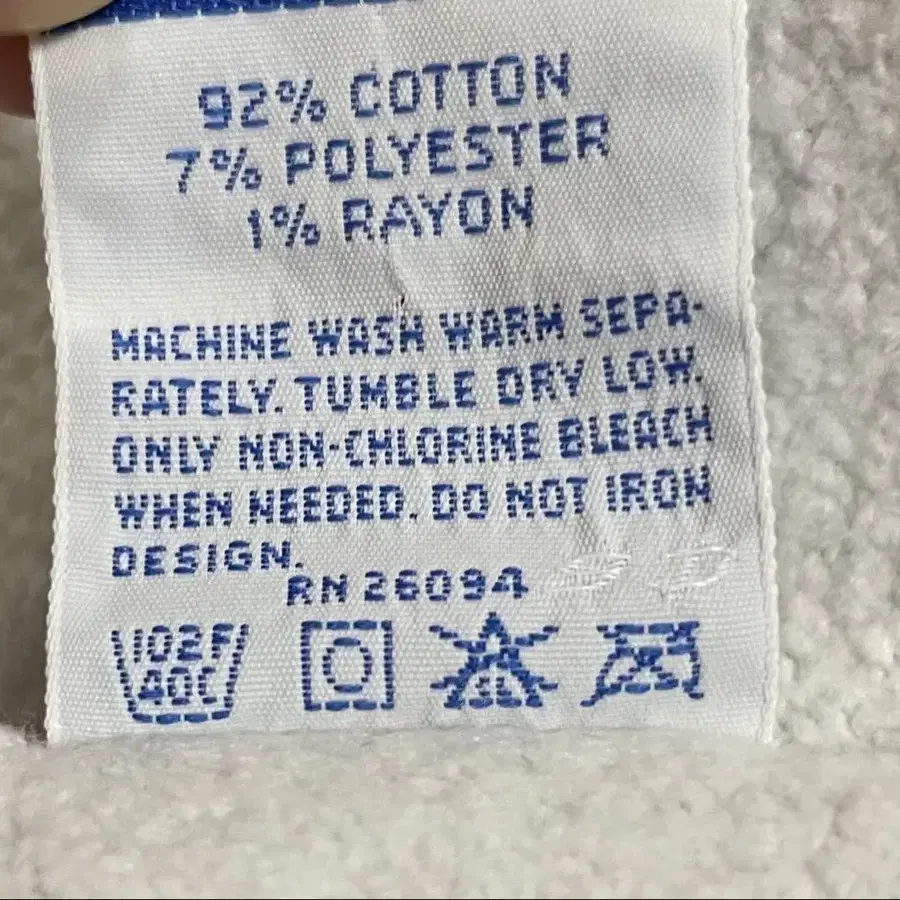 92% COTTON
7% POLYESTER
1% RAYON
MACHINE WASH WARM SEPA-
RATELY. TUMBLE DRY LOW.
ONLY NON-CHLORINE BLEACH
WHEN NEEDED. DO NOT IRON
DESIGN.
RN 26094
102F
40C CL